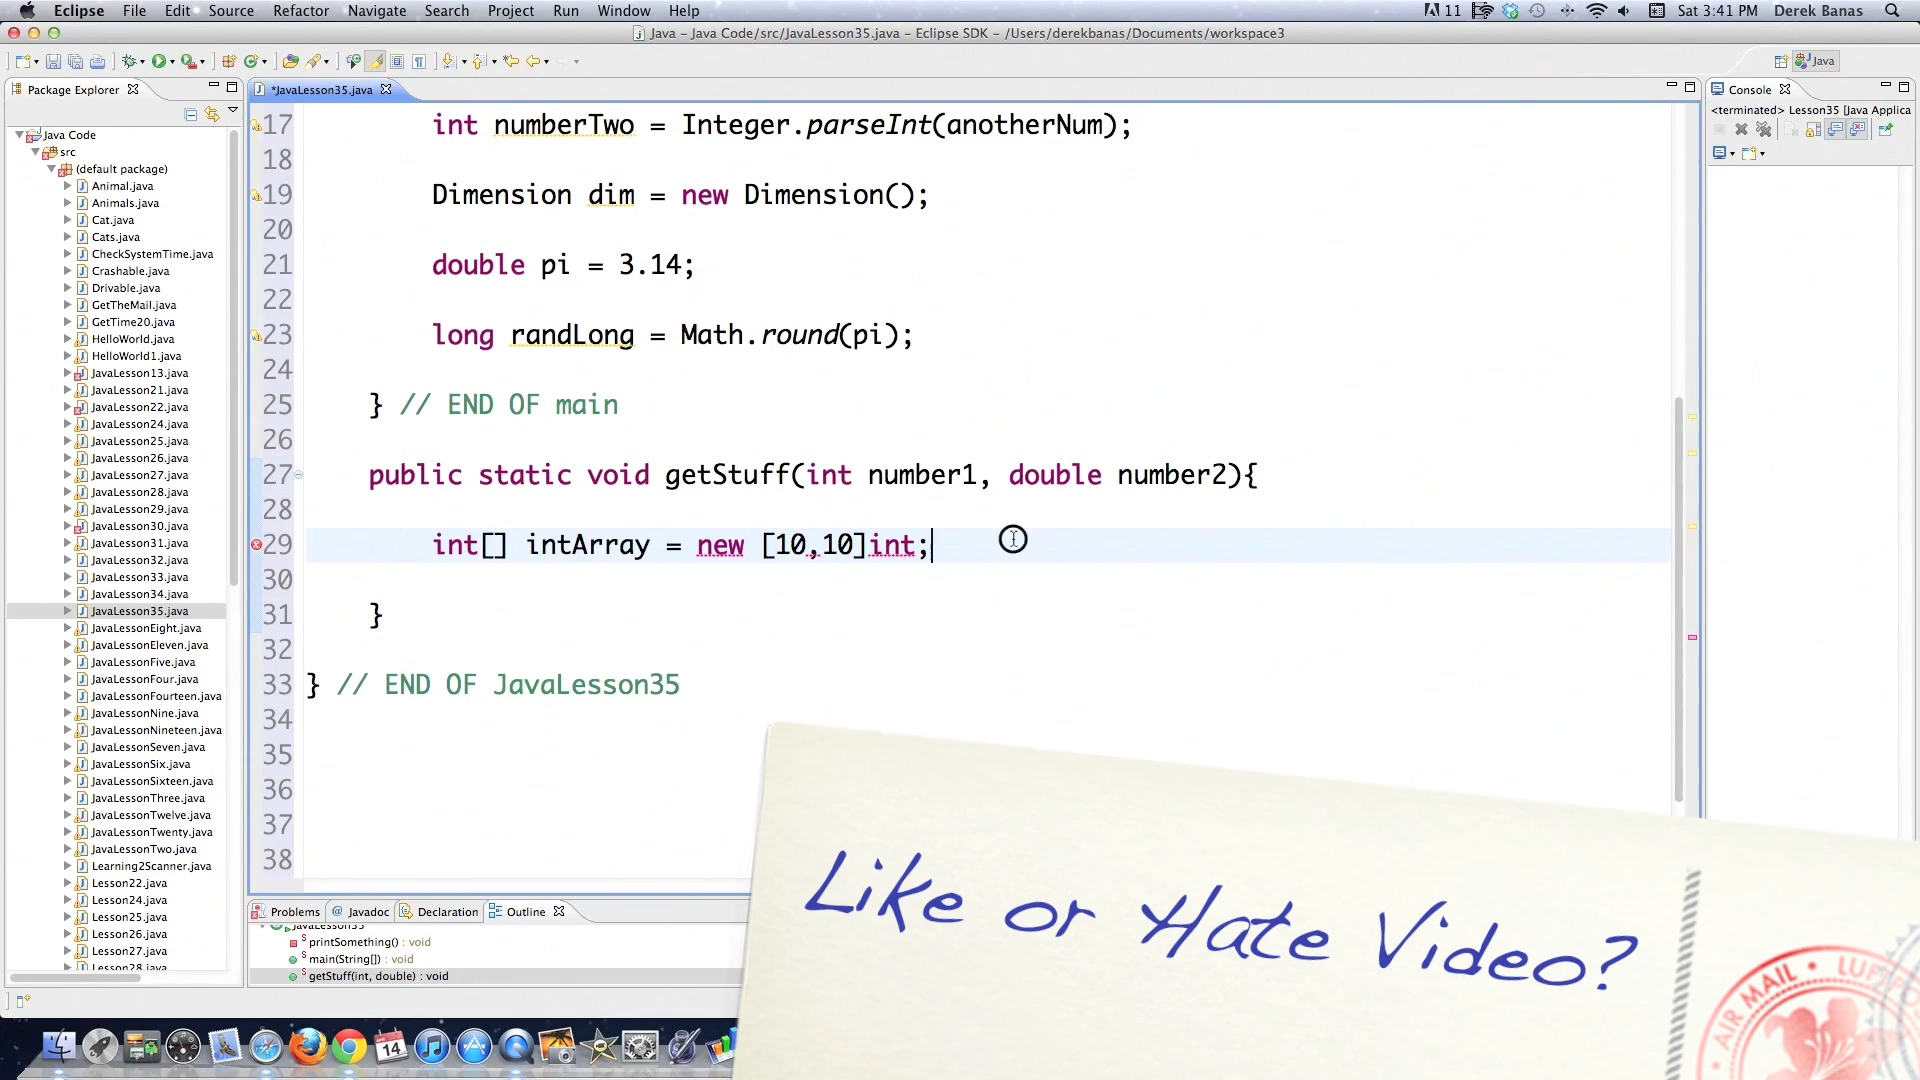 Eclipse File Edit Source Refactor Navigate Search Project Run Window Help 11 Sat 3:41 PM Derek Banas
Java – Java Code/src/JavaLesson35.java – Eclipse SDK – /Users/derekbanas/Documents/workspace3
Java
Package Explorer
*JavaLesson35.java
Console
<terminated> Lesson35 [Java Applica
Java Code
src
(default package)
Animal.java
Animals.java
Cat.java
Cats.java
CheckSystemTime.java
Crashable.java
Drivable.java
GetTheMail.java
GetTime20.java
HelloWorld.java
HelloWorld1.java
JavaLesson13.java
JavaLesson21.java
JavaLesson22.java
JavaLesson24.java
JavaLesson25.java
JavaLesson26.java
JavaLesson27.java
JavaLesson28.java
JavaLesson29.java
JavaLesson30.java
JavaLesson31.java
JavaLesson32.java
JavaLesson33.java
JavaLesson34.java
JavaLesson35.java
JavaLessonEight.java
JavaLessonEleven.java
JavaLessonFive.java
JavaLessonFour.java
JavaLessonFourteen.java
JavaLessonNine.java
JavaLessonNineteen.java
JavaLessonSeven.java
JavaLessonSix.java
JavaLessonSixteen.java
JavaLessonThree.java
JavaLessonTwelve.java
JavaLessonTwenty.java
JavaLessonTwo.java
Learning2Scanner.java
Lesson22.java
Lesson24.java
Lesson25.java
Lesson26.java
Lesson27.java
Lesson28.java
17 int numberTwo = Integer.parseInt(anotherNum);
18
19 Dimension dim = new Dimension();
20
21 double pi = 3.14;
22
23 long randLong = Math.round(pi);
24
25 } // END OF main
26
27 public static void getStuff(int number1, double number2){
28
29 int[] intArray = new [10,10]int;
30
31 }
32
33 } // END OF JavaLesson35
34
35
36
37
38
Problems @ Javadoc Declaration Outline
JavaLesson35
printSomething() : void
main(String[]) : void
getStuff(int, double) : void
Like or Hate Video?
AIR MAIL • LUFTPO
14